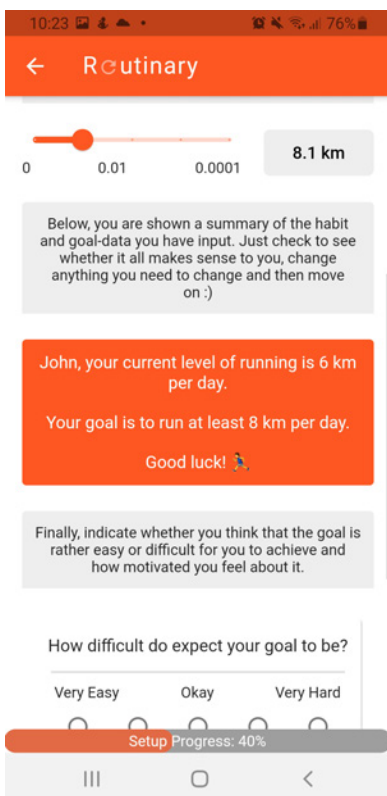 10:23 76%
Routinary
8.1 km
0 0.01 0.0001
Below, you are shown a summary of the habit
and goal-data you have input. Just check to see
whether it all makes sense to you, change
anything you need to change and then move
on :)
John, your current level of running is 6 km
per day.
Your goal is to run at least 8 km per day.
Good luck! 🏃
Finally, indicate whether you think that the goal is
rather easy or difficult for you to achieve and
how motivated you feel about it.
How difficult do expect your goal to be?
Very Easy Okay Very Hard
Setup Progress: 40%